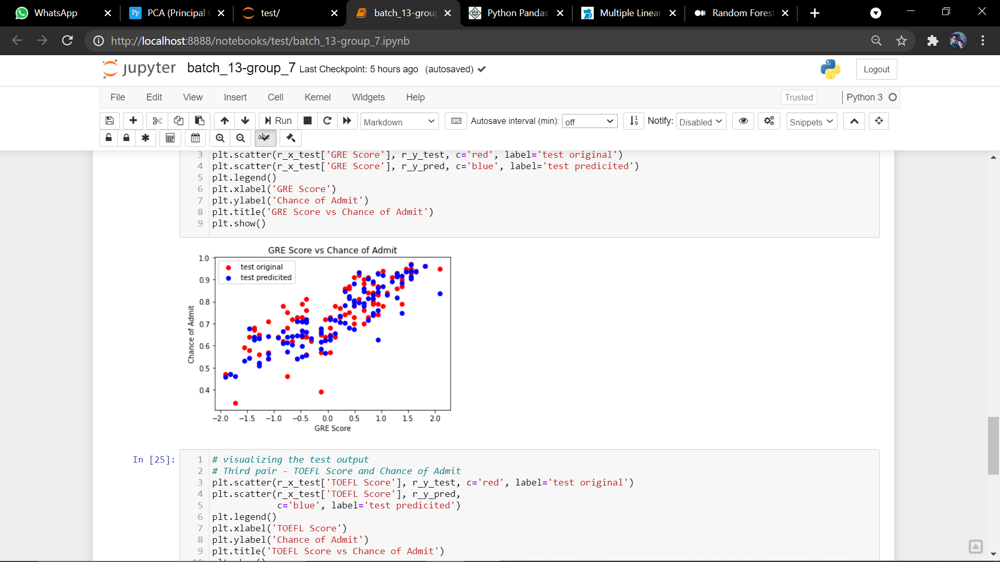 WhatsApp
PCA (Principal
test/
batch_13-grou
Python Pandas
Multiple Linear
Random Forest
http://localhost:8888/notebooks/test/batch_13-group_7.ipynb
jupyter batch_13-group_7 Last Checkpoint: 5 hours ago (autosaved)
Logout
File Edit View Insert Cell Kernel Widgets Help
Trusted
Python 3
Run
Markdown
Autosave interval (min): off
Notify: Disabled
Snippets
abc
3 plt.scatter(r_x_test['GRE Score'], r_y_test, c='red', label='test original')
4 plt.scatter(r_x_test['GRE Score'], r_y_pred, c='blue', label='test predicited')
5 plt.legend()
6 plt.xlabel('GRE Score')
7 plt.ylabel('Chance of Admit')
8 plt.title('GRE Score vs Chance of Admit')
9 plt.show()
GRE Score vs Chance of Admit
test original
test predicited
1.0
0.9
0.8
0.7
0.6
0.5
0.4
Chance of Admit
−2.0 −1.5 −1.0 −0.5 0.0 0.5 1.0 1.5 2.0
GRE Score
In [25]:
1 # visualizing the test output
2 # Third pair - TOEFL Score and Chance of Admit
3 plt.scatter(r_x_test['TOEFL Score'], r_y_test, c='red', label='test original')
4 plt.scatter(r_x_test['TOEFL Score'], r_y_pred,
5 c='blue', label='test predicited')
6 plt.legend()
7 plt.xlabel('TOEFL Score')
8 plt.ylabel('Chance of Admit')
9 plt.title('TOEFL Score vs Chance of Admit')